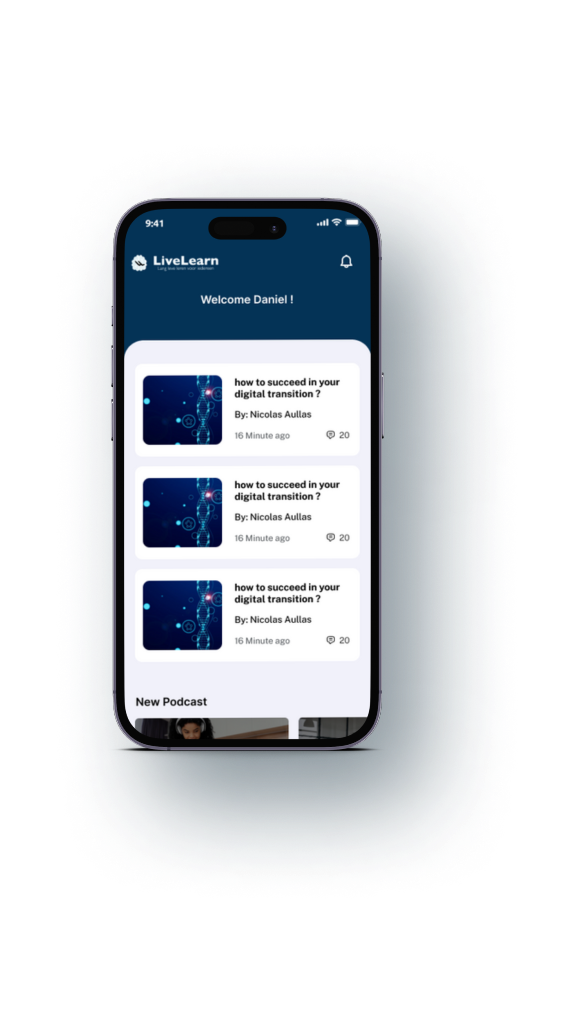 9:41
LiveLearn
Welcome Daniel !
how to succeed in your
digital transition ?
By: Nicolas Aullas
16 Minute ago 20
how to succeed in your
digital transition ?
By: Nicolas Aullas
16 Minute ago 20
how to succeed in your
digital transition ?
By: Nicolas Aullas
16 Minute ago 20
New Podcast